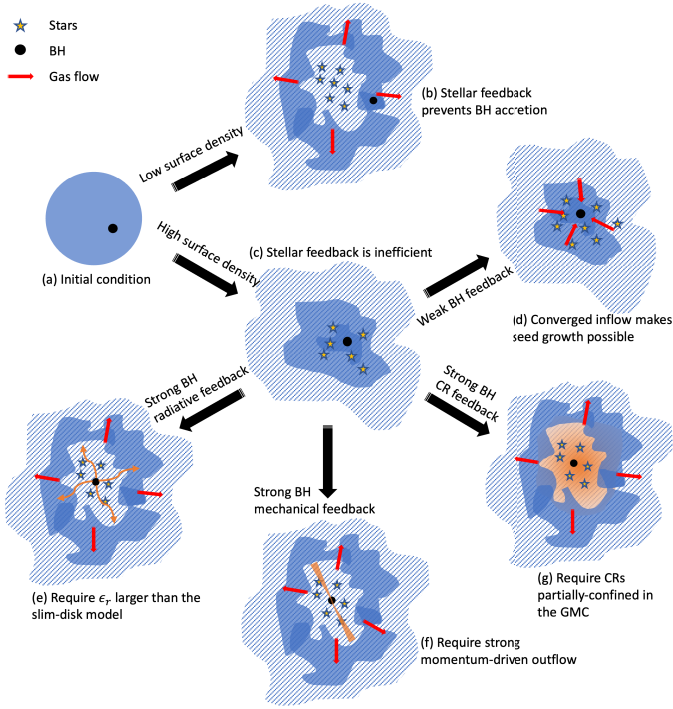 Stars
BH
Gas flow
Low surface density
(b) Stellar feedback
prevents BH accretion
High surface density
(a) Initial condition
(c) Stellar feedback is inefficient
Weak BH feedback
d) Converged inflow makes
seed growth possible
Strong BH
radiative feedback
Strong BH
CR feedback
Strong BH
mechanical feedback
(e) Require ϵr larger than the
slim-disk model
(f) Require strong
momentum-driven outflow
(g) Require CRs
partially-confined in
the GMC